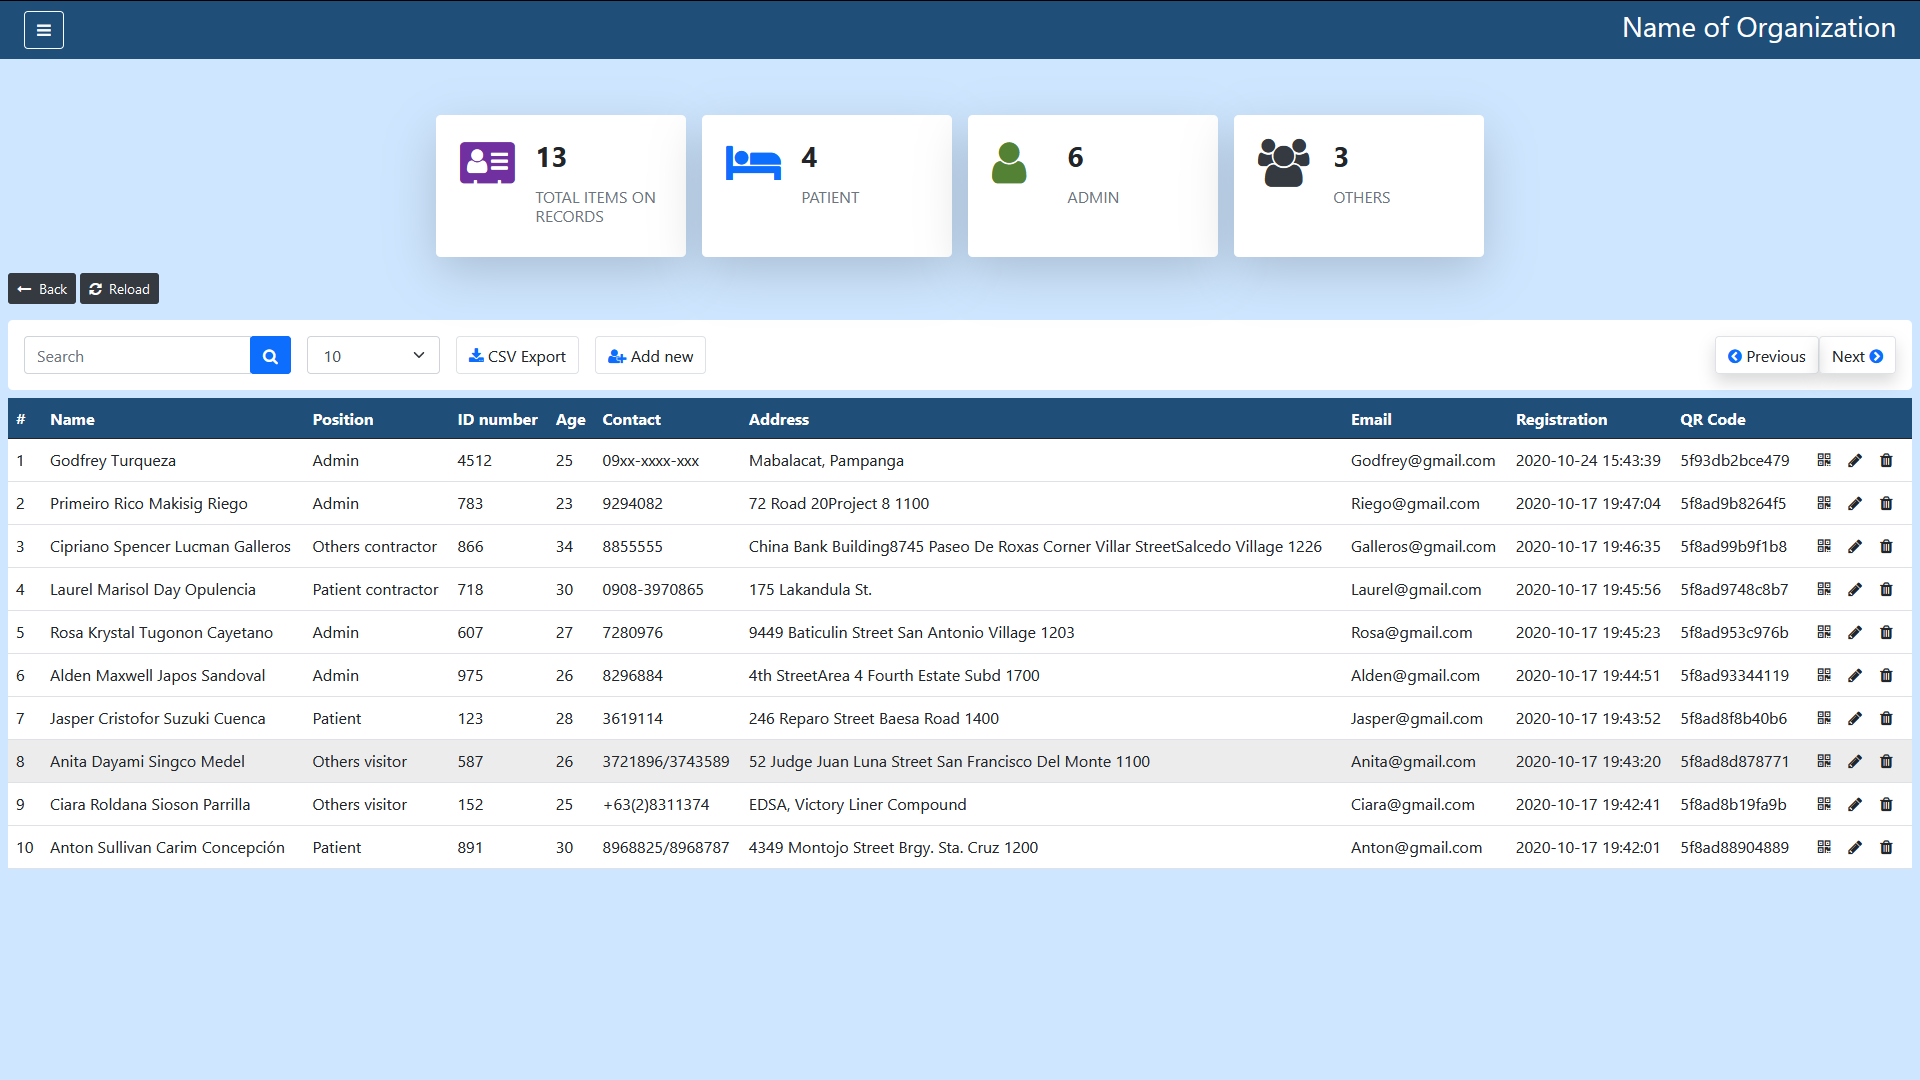 Name of Organization
13
TOTAL ITEMS ON
RECORDS
4
PATIENT
6
ADMIN
3
OTHERS
Back
Reload
Search
10
CSV Export
Add new
Previous
Next
# Name Position ID number Age Contact Address Email Registration QR Code
1 Godfrey Turqueza Admin 4512 25 09xx-xxxx-xxx Mabalacat, Pampanga Godfrey@gmail.com 2020-10-24 15:43:39 5f93db2bce479
2 Primeiro Rico Makisig Riego Admin 783 23 9294082 72 Road 20Project 8 1100 Riego@gmail.com 2020-10-17 19:47:04 5f8ad9b8264f5
3 Cipriano Spencer Lucman Galleros Others contractor 866 34 8855555 China Bank Building8745 Paseo De Roxas Corner Villar StreetSalcedo Village 1226 Galleros@gmail.com 2020-10-17 19:46:35 5f8ad99b9f1b8
4 Laurel Marisol Day Opulencia Patient contractor 718 30 0908-3970865 175 Lakandula St. Laurel@gmail.com 2020-10-17 19:45:56 5f8ad9748c8b7
5 Rosa Krystal Tugonon Cayetano Admin 607 27 7280976 9449 Baticulin Street San Antonio Village 1203 Rosa@gmail.com 2020-10-17 19:45:23 5f8ad953c976b
6 Alden Maxwell Japos Sandoval Admin 975 26 8296884 4th StreetArea 4 Fourth Estate Subd 1700 Alden@gmail.com 2020-10-17 19:44:51 5f8ad93344119
7 Jasper Cristofor Suzuki Cuenca Patient 123 28 3619114 246 Reparo Street Baesa Road 1400 Jasper@gmail.com 2020-10-17 19:43:52 5f8ad8f8b40b6
8 Anita Dayami Singco Medel Others visitor 587 26 3721896/3743589 52 Judge Juan Luna Street San Francisco Del Monte 1100 Anita@gmail.com 2020-10-17 19:43:20 5f8ad8d878771
9 Ciara Roldana Sioson Parrilla Others visitor 152 25 +63(2)8311374 EDSA, Victory Liner Compound Ciara@gmail.com 2020-10-17 19:42:41 5f8ad8b19fa9b
10 Anton Sullivan Carim Concepción Patient 891 30 8968825/8968787 4349 Montojo Street Brgy. Sta. Cruz 1200 Anton@gmail.com 2020-10-17 19:42:01 5f8ad88904889